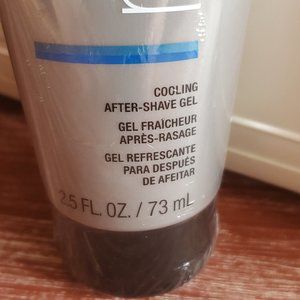 COOLING
AFTER-SHAVE GEL
GEL FRAÎCHEUR
APRÈS-RASAGE
GEL REFRESCANTE
PARA DESPUÉS
DE AFEITAR
2.5 FL. OZ. / 73 mL